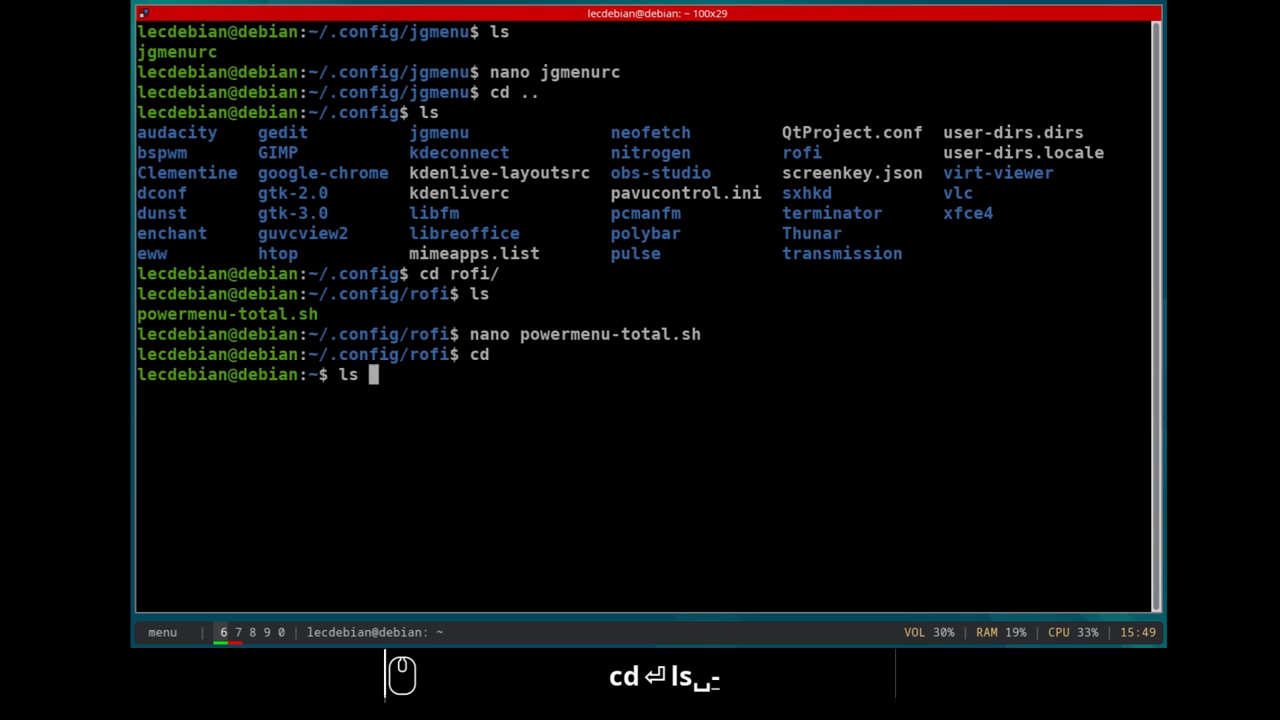 lecdebian@debian: ~ 100x29
lecdebian@debian:~/.config/jgmenu$ ls
jgmenurc
lecdebian@debian:~/.config/jgmenu$ nano jgmenurc
lecdebian@debian:~/.config/jgmenu$ cd ..
lecdebian@debian:~/.config$ ls
audacity gedit jgmenu neofetch QtProject.conf user-dirs.dirs
bspwm GIMP kdeconnect nitrogen rofi user-dirs.locale
Clementine google-chrome kdenlive-layoutsrc obs-studio screenkey.json virt-viewer
dconf gtk-2.0 kdenliverc pavucontrol.ini sxhkd vlc
dunst gtk-3.0 libfm pcmanfm terminator xfce4
enchant guvcview2 libreoffice polybar Thunar
eww htop mimeapps.list pulse transmission
lecdebian@debian:~/.config$ cd rofi/
lecdebian@debian:~/.config/rofi$ ls
powermenu-total.sh
lecdebian@debian:~/.config/rofi$ nano powermenu-total.sh
lecdebian@debian:~/.config/rofi$ cd
lecdebian@debian:~$ ls
menu | 6 7 8 9 0 | lecdebian@debian: ~ VOL 30% | RAM 19% | CPU 33% | 15:49
cd⏎ls␣-